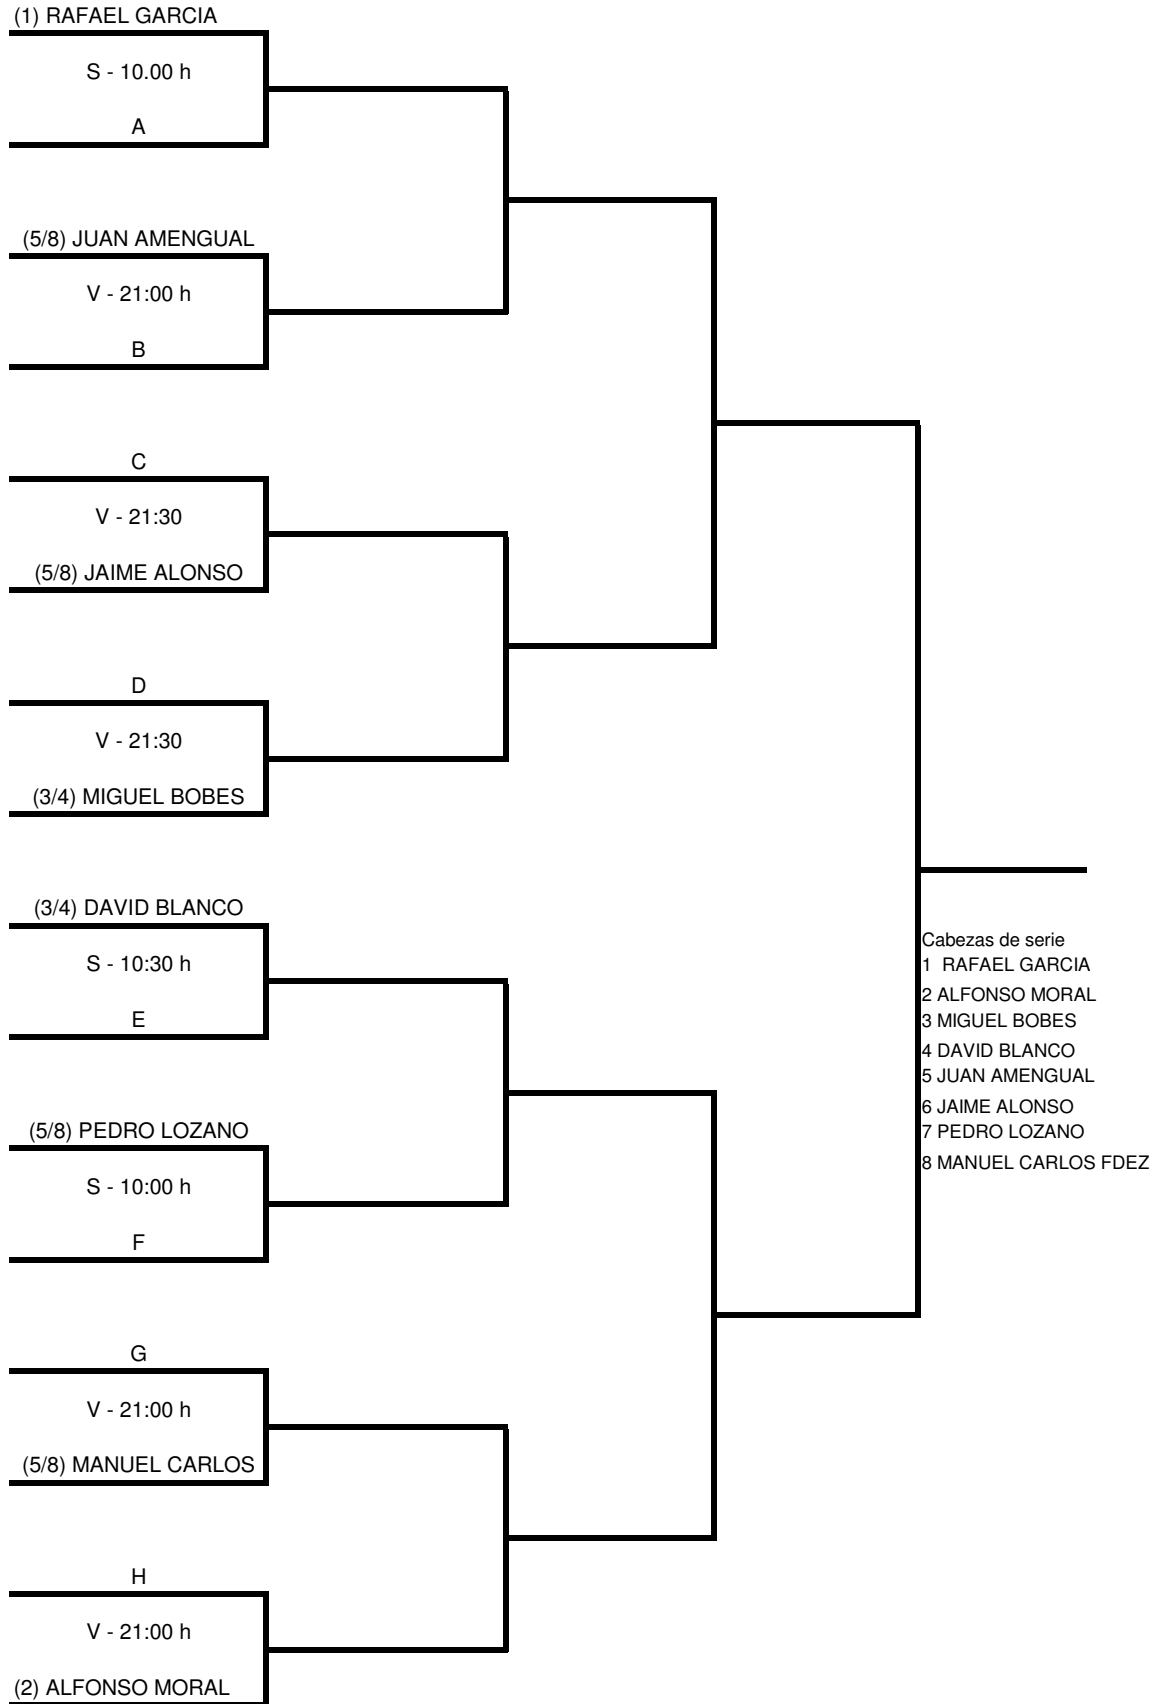 (1) RAFAEL GARCIA
S - 10.00 h
A
(5/8) JUAN AMENGUAL
V - 21:00 h
B
C
V - 21:30
(5/8) JAIME ALONSO
D
V - 21:30
(3/4) MIGUEL BOBES
(3/4) DAVID BLANCO
S - 10:30 h
E
(5/8) PEDRO LOZANO
S - 10:00 h
F
G
V - 21:00 h
(5/8) MANUEL CARLOS
H
V - 21:00 h
(2) ALFONSO MORAL
Cabezas de serie
1 RAFAEL GARCIA
2 ALFONSO MORAL
3 MIGUEL BOBES
4 DAVID BLANCO
5 JUAN AMENGUAL
6 JAIME ALONSO
7 PEDRO LOZANO
8 MANUEL CARLOS FDEZ